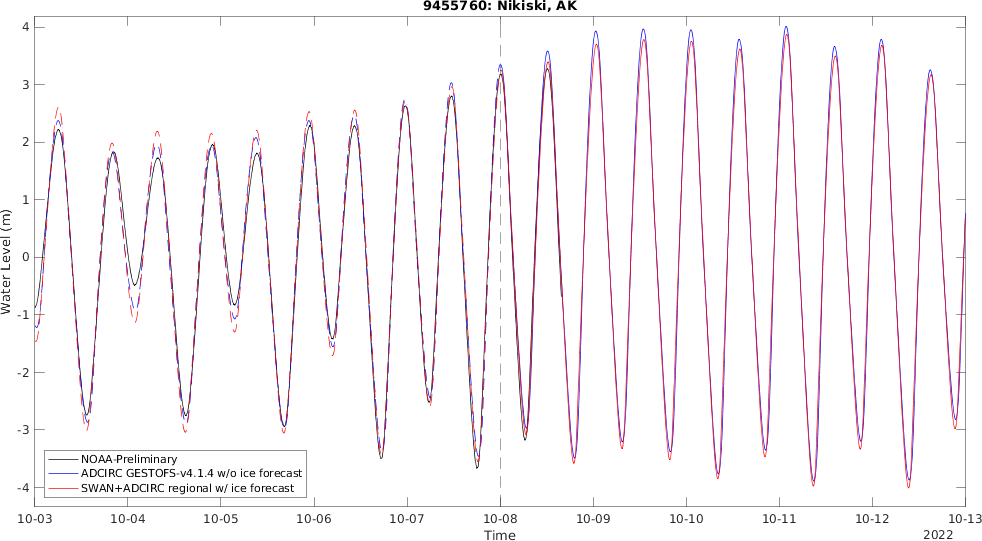 9455760: Nikiski, AK
Water Level (m)
4
3
2
1
0
-1
-2
-3
-4
NOAA-Preliminary
ADCIRC GESTOFS-v4.1.4 w/o ice forecast
SWAN+ADCIRC regional w/ ice forecast
10-03 10-04 10-05 10-06 10-07 10-08 10-09 10-10 10-11 10-12 10-13
Time
2022